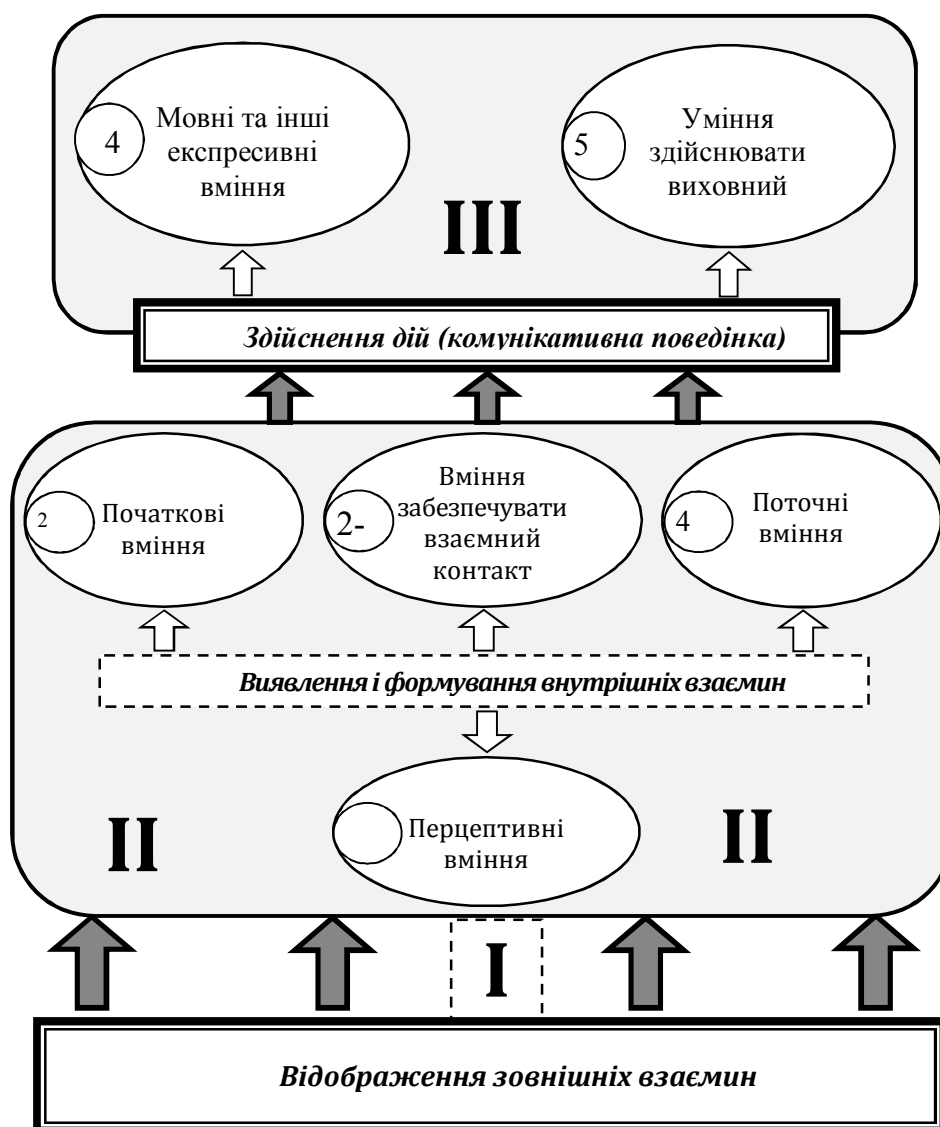 4
Мовні та інші
експресивні
вміння
5
Уміння
здійснювати
виховний
III
Здійснення дій (комунікативна поведінка)
2
Початкові
вміння
2-
Вміння
забезпечувати
взаємний
контакт
4
Поточні
вміння
Виявлення і формування внутрішніх взаємин
Перцептивні
вміння
II
II
I
Відображення зовнішніх взаємин